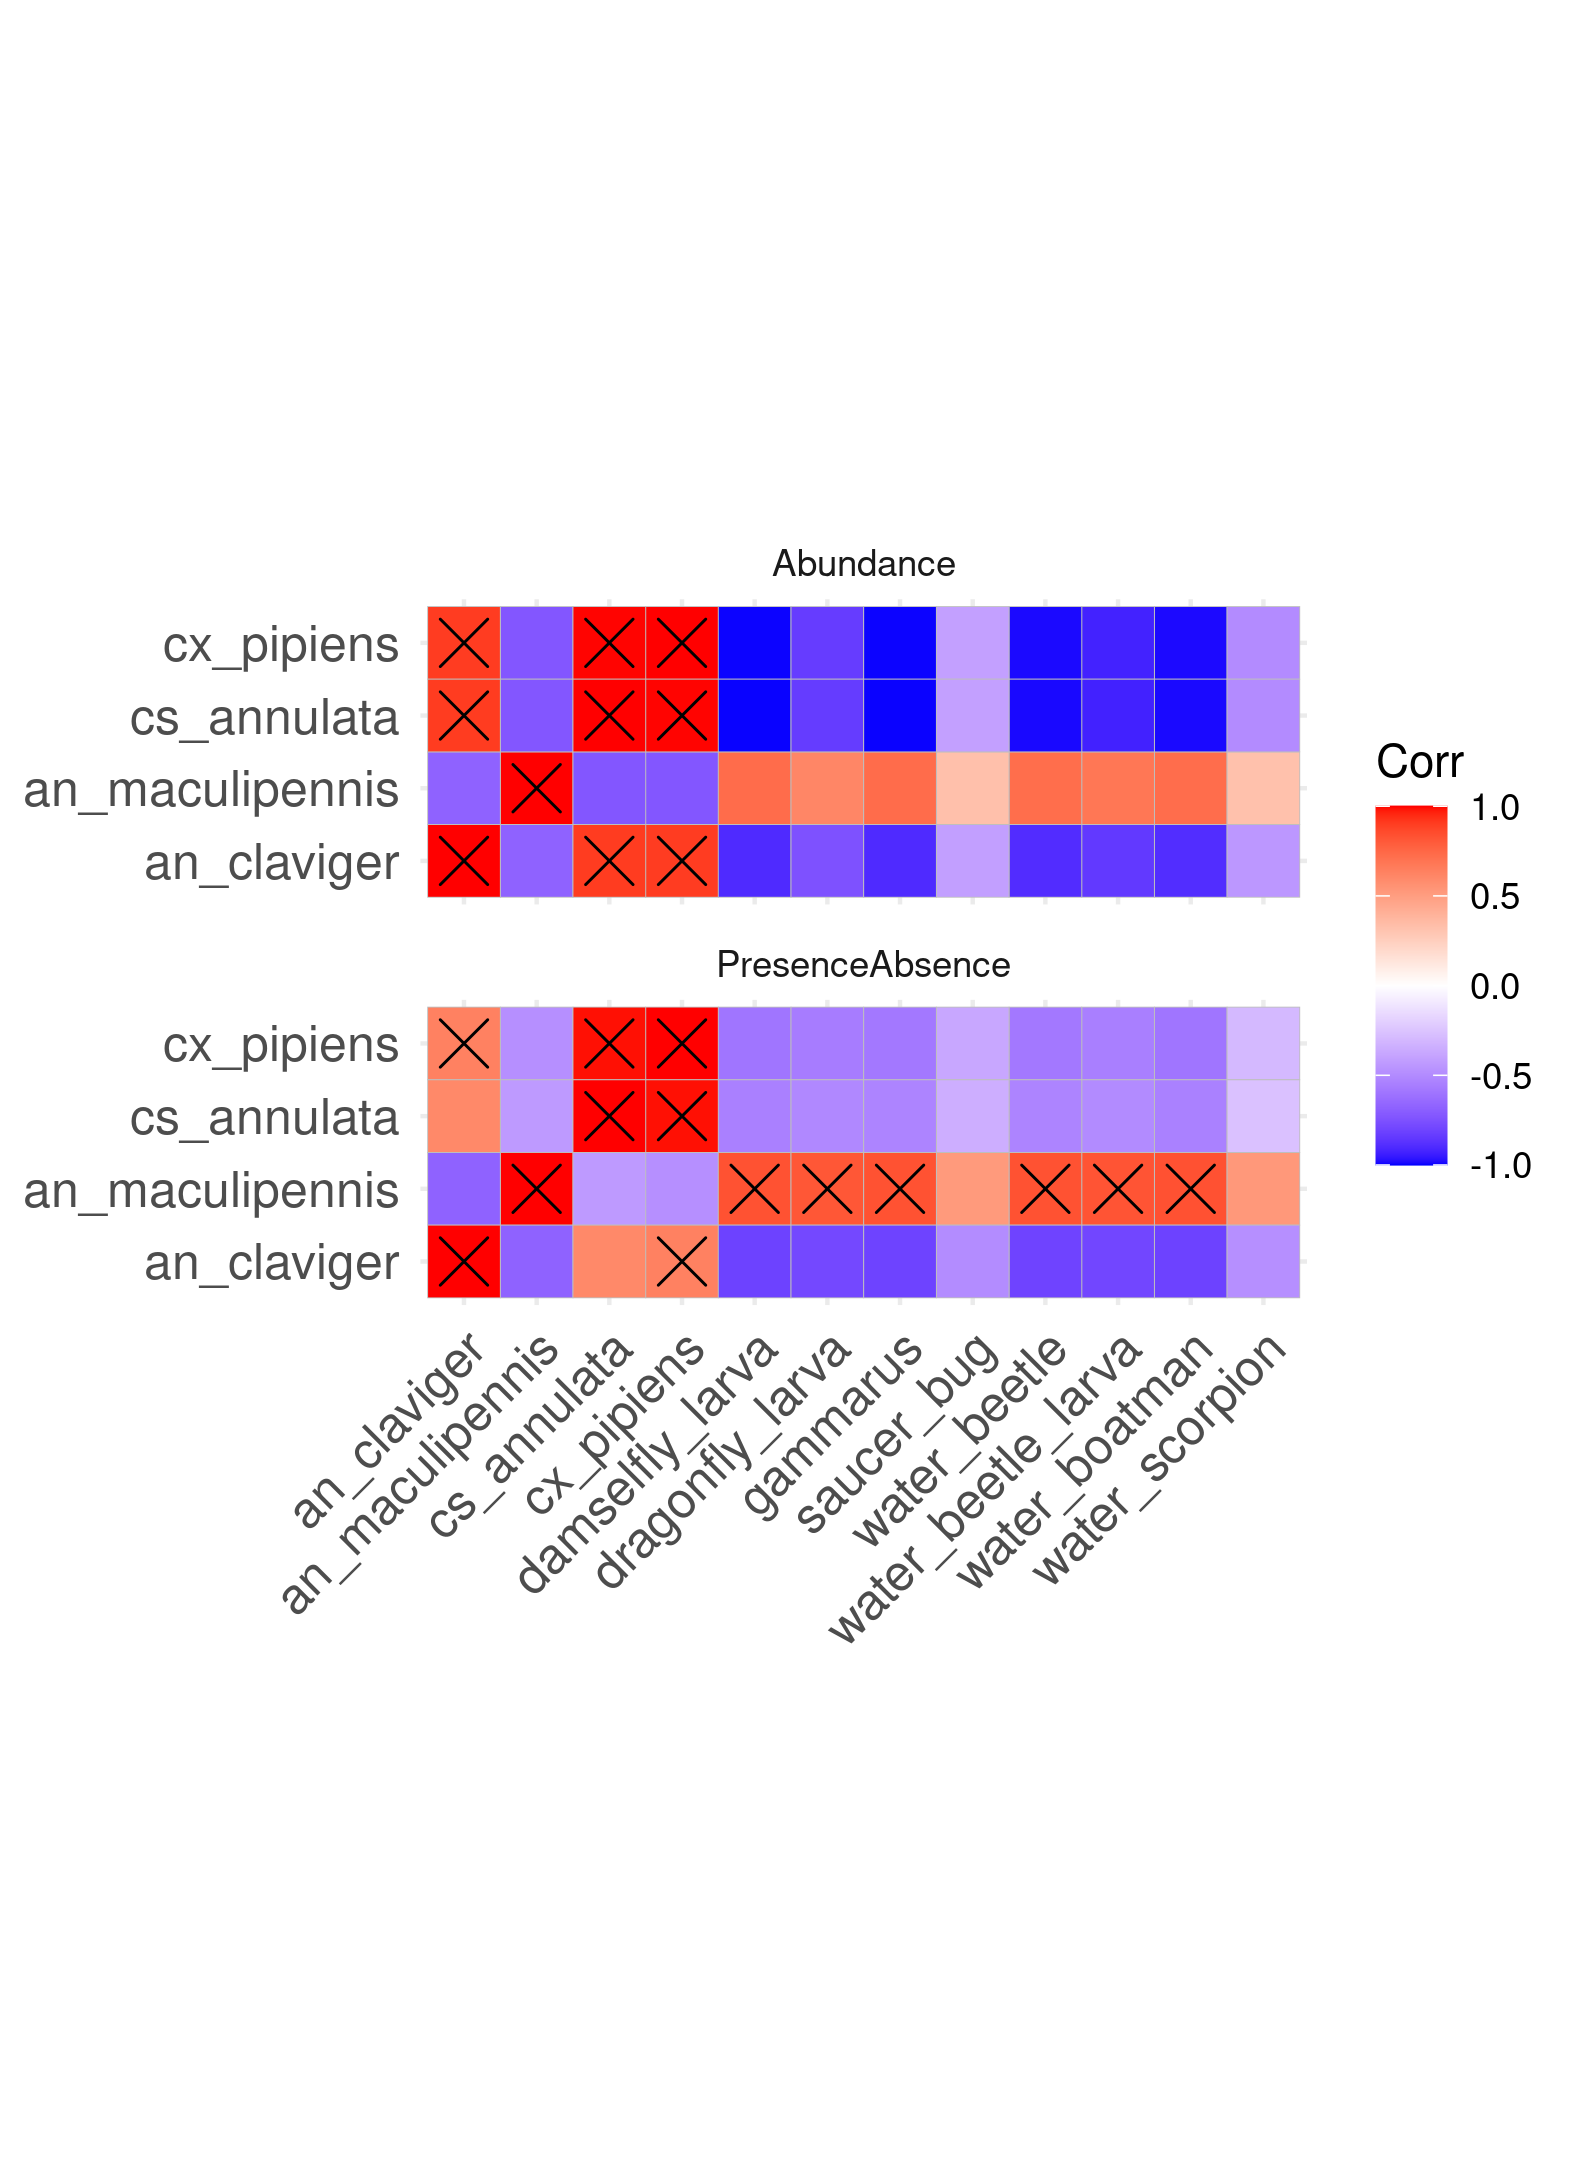 Abundance
cx_pipiens
cs_annulata
an_maculipennis
an_claviger
PresenceAbsence
cx_pipiens
cs_annulata
an_maculipennis
an_claviger
an_claviger
an_maculipennis
cs_annulata
cx_pipiens
damselfly_larva
dragonfly_larva
gammarus
saucer_bug
water_beetle
water_beetle_larva
water_boatman
water_scorpion
Corr
1.0
0.5
0.0
-0.5
-1.0